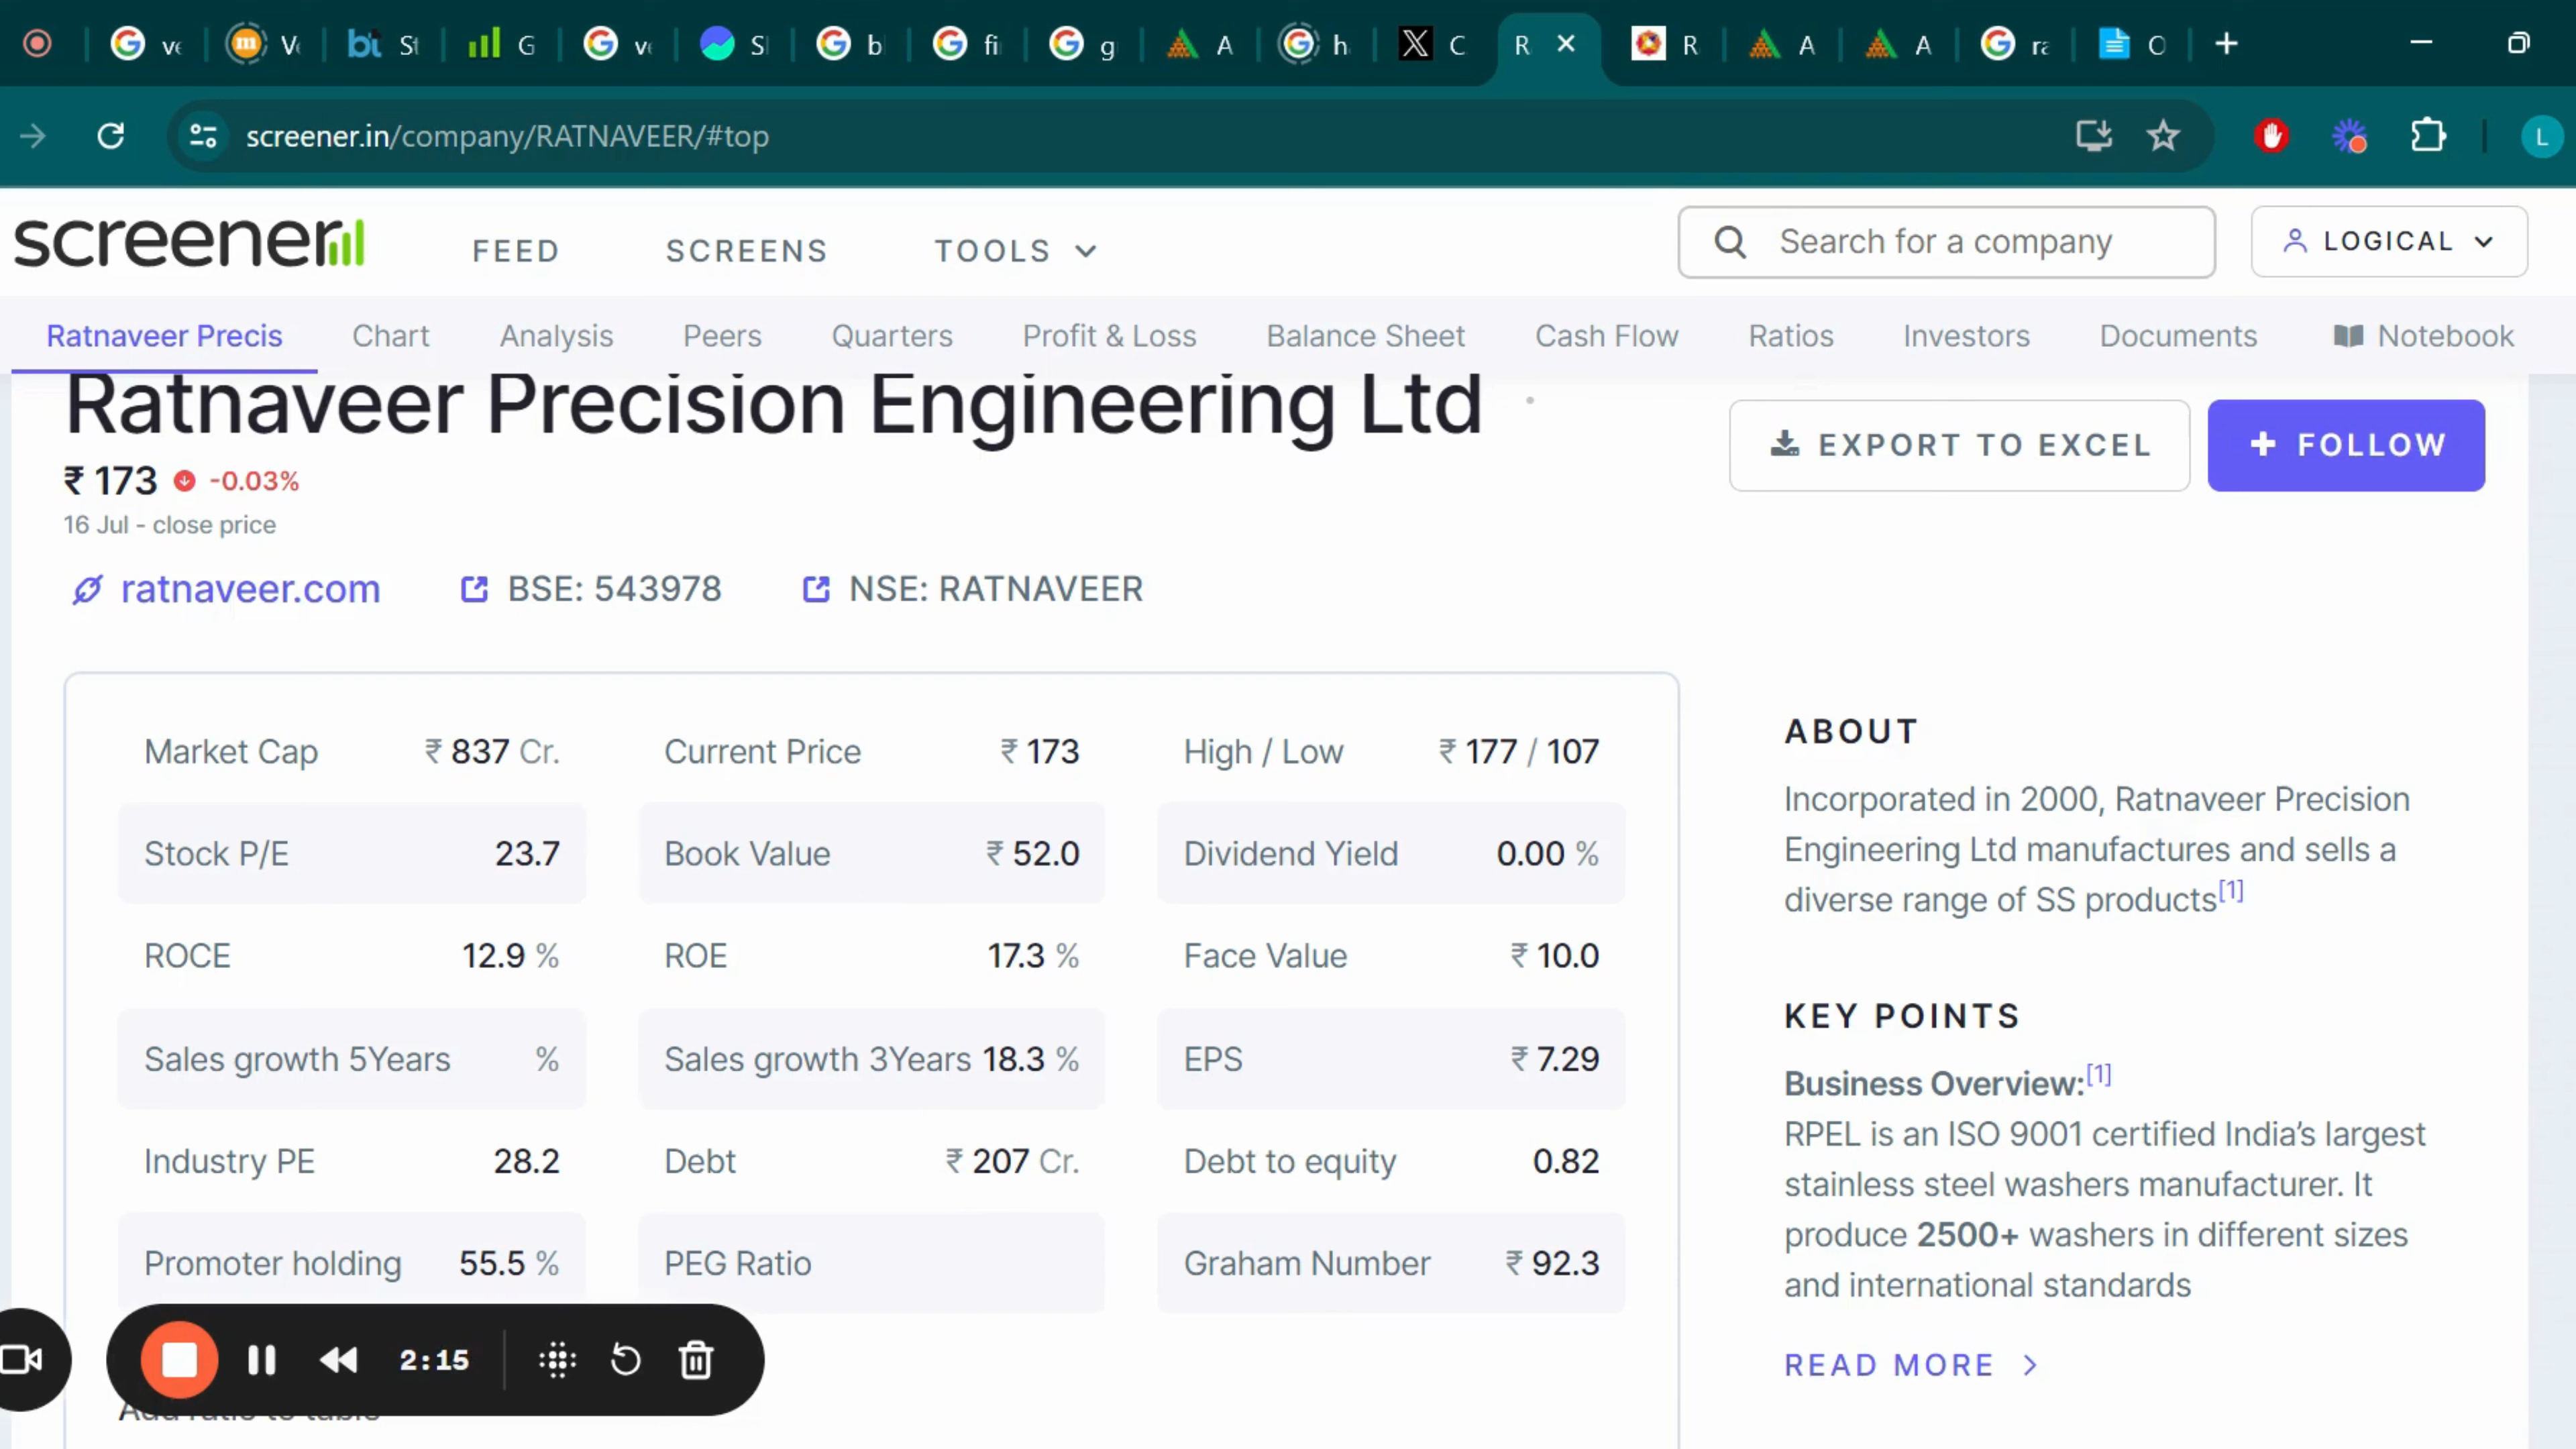 ve
Ve
St
G
ve
S
b
fi
g
A
h
C
R
R
A
A
ra
O
screener.in/company/RATNAVEER/#top
L
screener
FEED
SCREENS
TOOLS
Search for a company
LOGICAL
Ratnaveer Precis
Chart
Analysis
Peers
Quarters
Profit & Loss
Balance Sheet
Cash Flow
Ratios
Investors
Documents
Notebook
Ratnaveer Precision Engineering Ltd
EXPORT TO EXCEL
+ FOLLOW
₹ 173 -0.03%
16 Jul - close price
ratnaveer.com
BSE: 543978
NSE: RATNAVEER
Market Cap ₹ 837 Cr.
Current Price ₹ 173
High / Low ₹ 177 / 107
Stock P/E 23.7
Book Value ₹ 52.0
Dividend Yield 0.00 %
ROCE 12.9 %
ROE 17.3 %
Face Value ₹ 10.0
Sales growth 5Years %
Sales growth 3Years 18.3 %
EPS ₹ 7.29
Industry PE 28.2
Debt ₹ 207 Cr.
Debt to equity 0.82
Promoter holding 55.5 %
PEG Ratio
Graham Number ₹ 92.3
2:15
ABOUT
Incorporated in 2000, Ratnaveer Precision
Engineering Ltd manufactures and sells a
diverse range of SS products[1]
KEY POINTS
Business Overview:[1]
RPEL is an ISO 9001 certified India's largest
stainless steel washers manufacturer. It
produce 2500+ washers in different sizes
and international standards
READ MORE